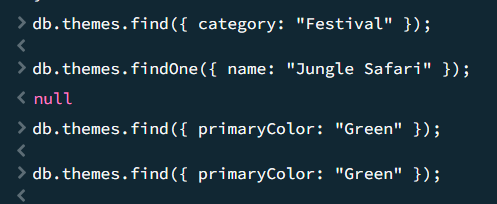 > db.themes.find({ category: "Festival" });
<
> db.themes.findOne({ name: "Jungle Safari" });
< null
> db.themes.find({ primaryColor: "Green" });
<
> db.themes.find({ primaryColor: "Green" });
<